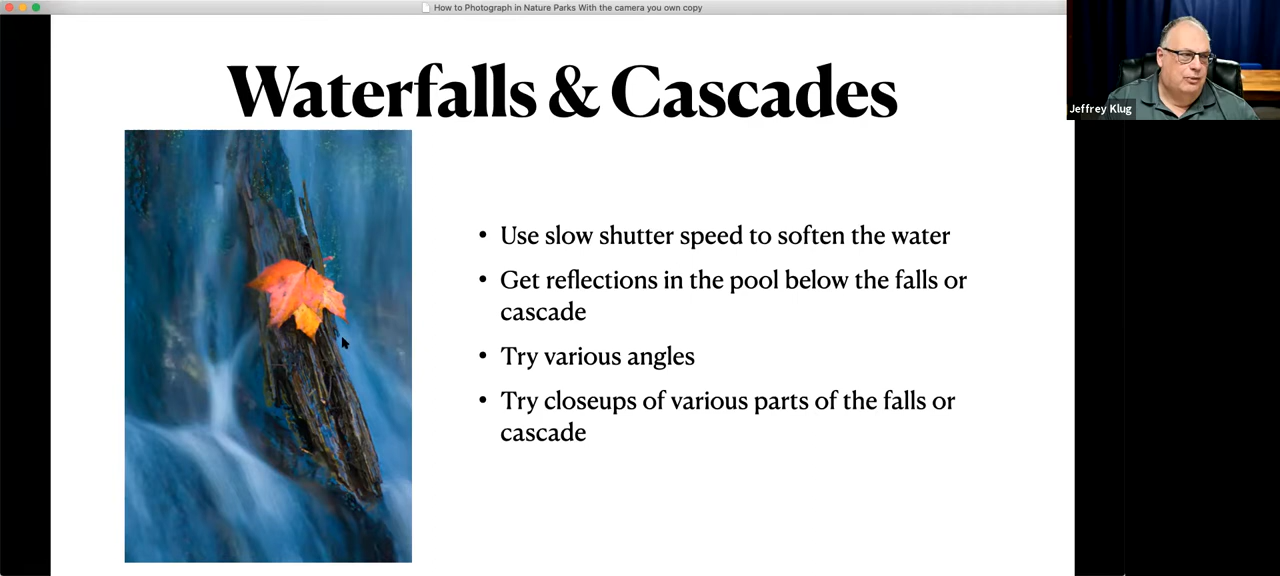 How to Photograph in Nature Parks With the camera you own copy
Waterfalls & Cascades
Jeffrey Klug
• Use slow shutter speed to soften the water
• Get reflections in the pool below the falls or
cascade
• Try various angles
• Try closeups of various parts of the falls or
cascade